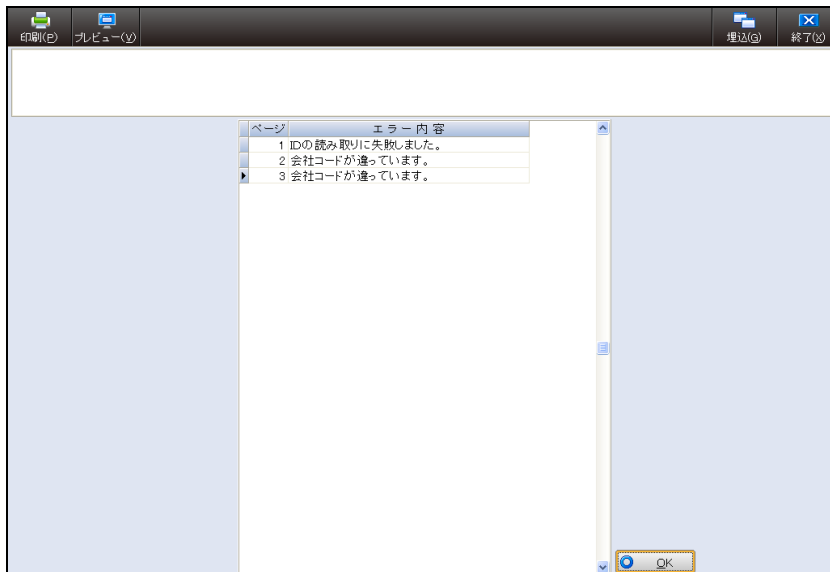 印刷(P) プレビュー(V) 埋込(G) 終了(X)
ページ エラー内容
1 IDの読み取りに失敗しました。
2 会社コードが違っています。
3 会社コードが違っています。
OK